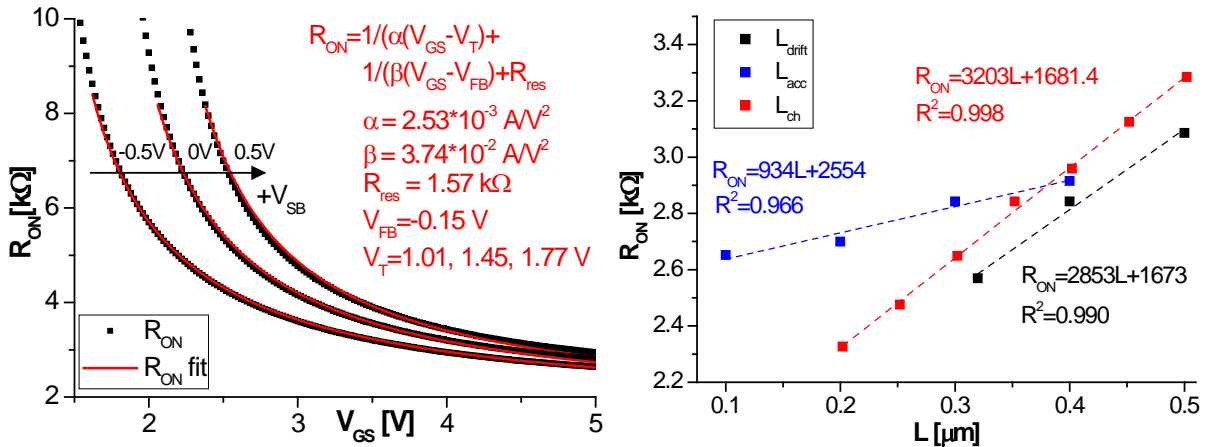 10
8
6
4
2
R_ON [kΩ]
R_ON=1/(α(V_GS-V_T)+
1/(β(V_GS-V_FB)+R_res
α = 2.53*10^-3 A/V^2
β = 3.74*10^-2 A/V^2
R_res = 1.57 kΩ
V_FB=-0.15 V
V_T=1.01, 1.45, 1.77 V
-0.5V 0V 0.5V
+V_SB
R_ON
R_ON fit
2 3 4 5
V_GS [V]
3.4
3.2
3.0
2.8
2.6
2.4
2.2
R_ON [kΩ]
L_drift
L_acc
L_ch
R_ON=3203L+1681.4
R^2=0.998
R_ON=934L+2554
R^2=0.966
R_ON=2853L+1673
R^2=0.990
0.1 0.2 0.3 0.4 0.5
L [μm]